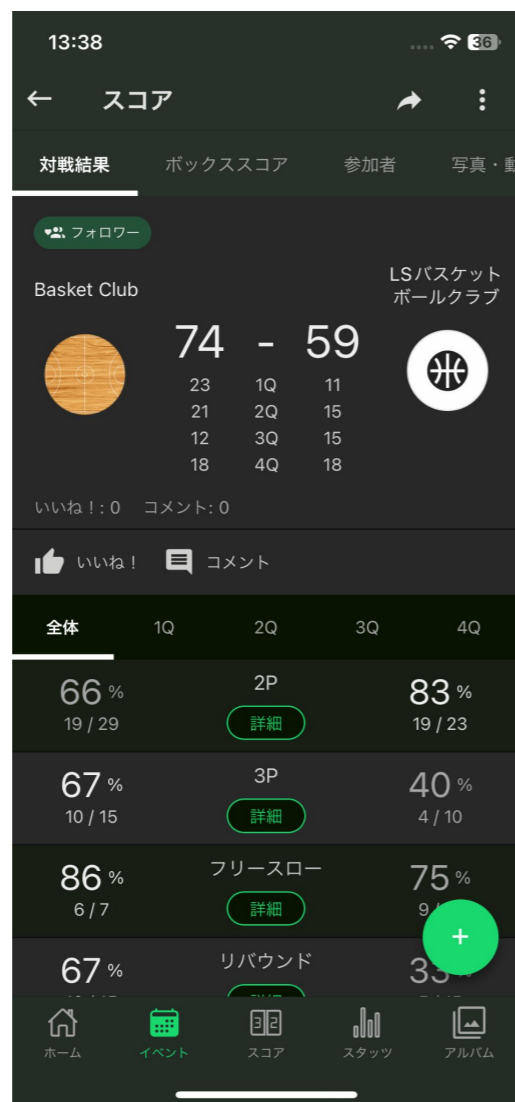 13:38
36
スコア
対戦結果 ボックススコア 参加者 写真・動
フォロワー
Basket Club
LSバスケット
ボールクラブ
74 - 59
23 1Q 11
21 2Q 15
12 3Q 15
18 4Q 18
いいね!: 0 コメント: 0
いいね! コメント
全体 1Q 2Q 3Q 4Q
66 % 2P 83 %
19 / 29 詳細 19 / 23
67 % 3P 40 %
10 / 15 詳細 4 / 10
86 % フリースロー 75 %
6 / 7 詳細 9
+
67 % リバウンド 33
ホーム イベント スコア スタッツ アルバム